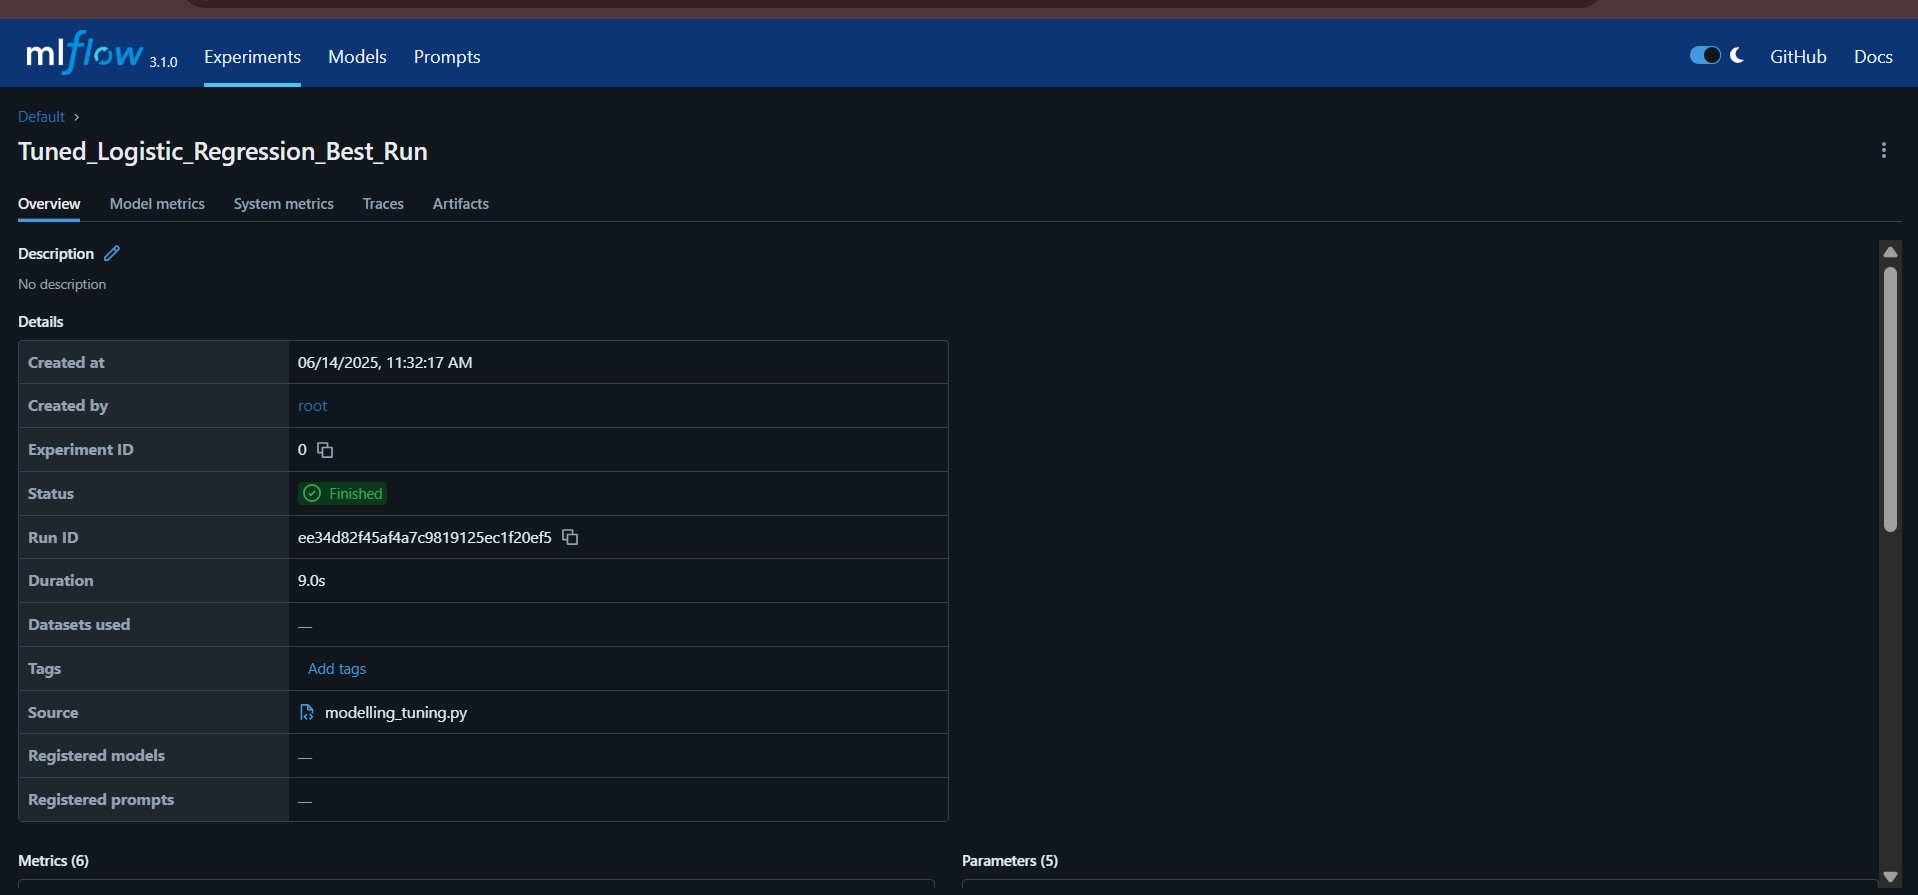 mlflow 3.1.0 Experiments Models Prompts GitHub Docs
Default ›
Tuned_Logistic_Regression_Best_Run
Overview Model metrics System metrics Traces Artifacts
Description
No description
Details
Created at 06/14/2025, 11:32:17 AM
Created by root
Experiment ID 0
Status Finished
Run ID ee34d82f45af4a7c9819125ec1f20ef5
Duration 9.0s
Datasets used —
Tags Add tags
Source modelling_tuning.py
Registered models —
Registered prompts —
Metrics (6) Parameters (5)